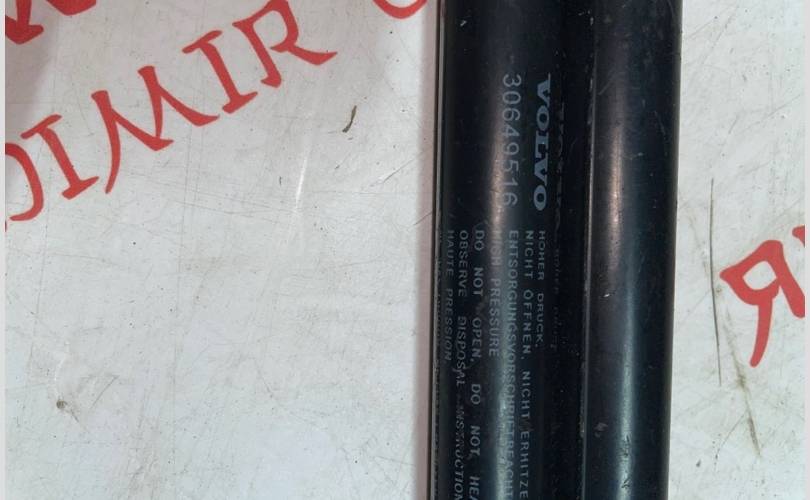 VOLVO
30649516
HOHER DRUCK.
NICHT ÖFFNEN, NICHT ERHITZE
ENTSORGUNGSVORSCHRIFT BEACHT
HIGH PRESSURE
DO NOT OPEN, DO NOT HEA
OBSERVE DISPOSAL INSTRUCTION
HAUTE PRESSION.